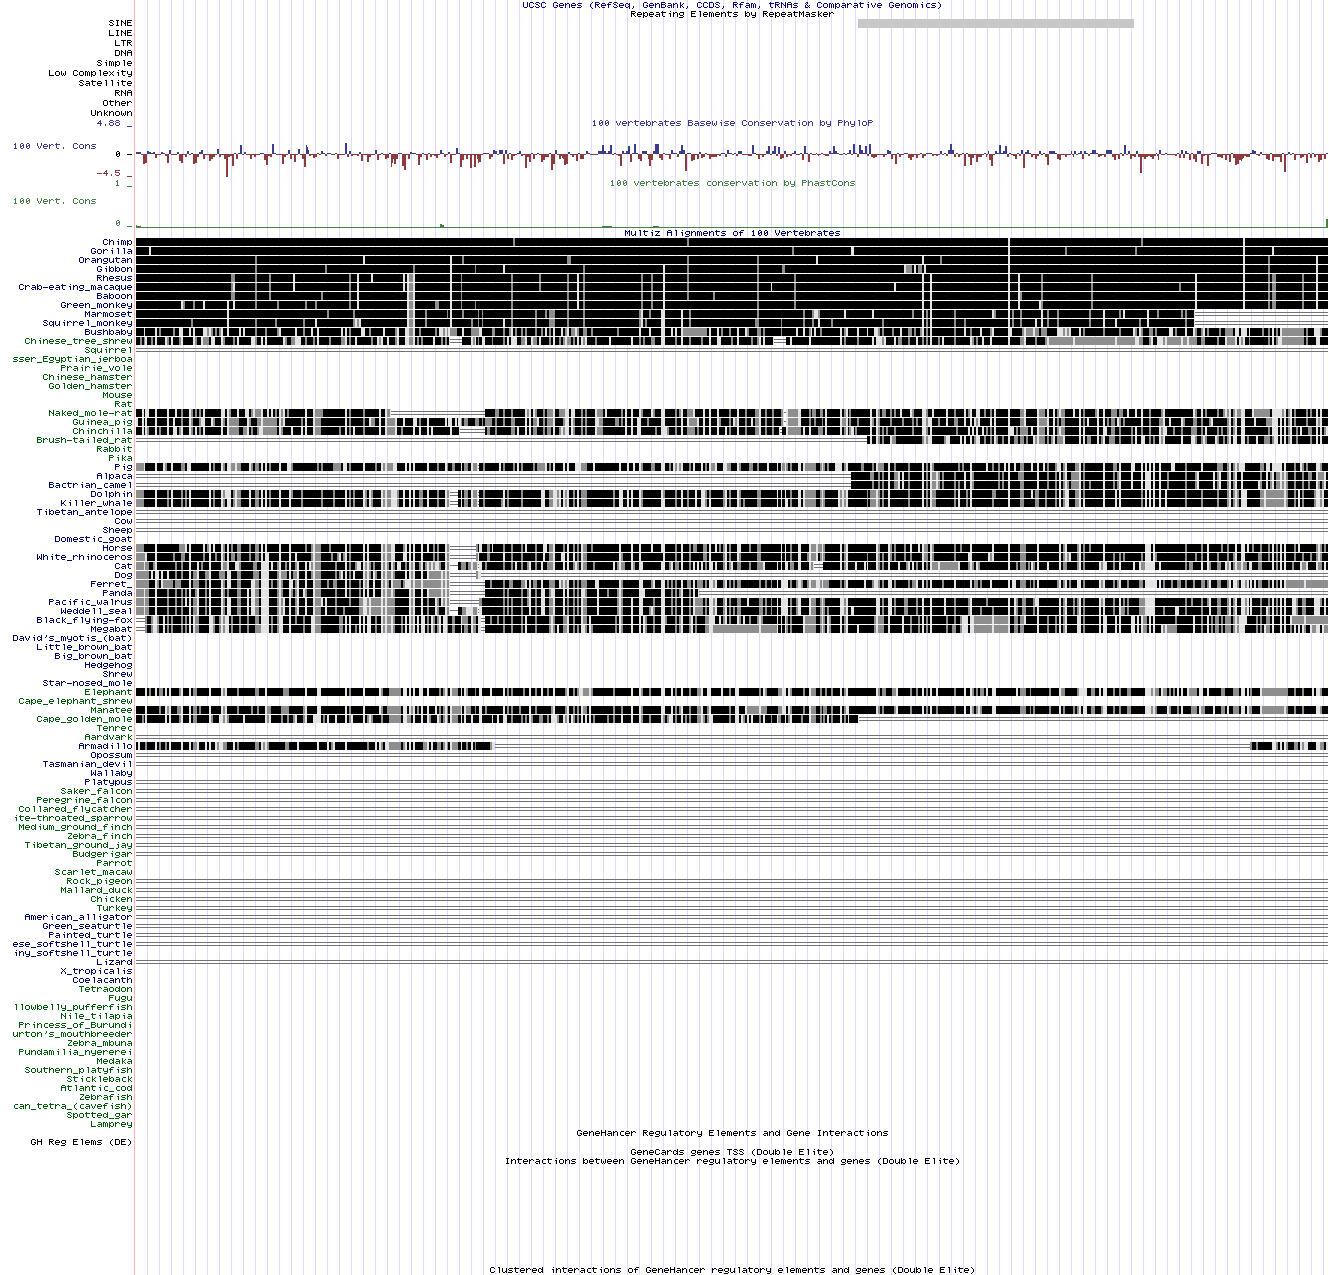 UCSC Genes (RefSeq, GenBank, CCDS, Rfam, tRNAs & Comparative Genomics)
Repeating Elements by RepeatMasker
SINE
LINE
LTR
DNA
Simple
Low Complexity
Satellite
RNA
Other
Unknown
4.88 _
100 vertebrates Basewise Conservation by PhyloP
100 Vert. Cons
0 _
-4.5 _
1 _
100 vertebrates conservation by PhastCons
100 Vert. Cons
0 _
Multiz Alignments of 100 Vertebrates
Chimp
Gorilla
Orangutan
Gibbon
Rhesus
Crab-eating_macaque
Baboon
Green_monkey
Marmoset
Squirrel_monkey
Bushbaby
Chinese_tree_shrew
Squirrel
sser_Egyptian_jerboa
Prairie_vole
Chinese_hamster
Golden_hamster
Mouse
Rat
Naked_mole-rat
Guinea_pig
Chinchilla
Brush-tailed_rat
Rabbit
Pika
Pig
Alpaca
Bactrian_camel
Dolphin
Killer_whale
Tibetan_antelope
Cow
Sheep
Domestic_goat
Horse
White_rhinoceros
Cat
Dog
Ferret_
Panda
Pacific_walrus
Weddell_seal
Black_flying-fox
Megabat
David's_myotis_(bat)
Little_brown_bat
Big_brown_bat
Hedgehog
Shrew
Star-nosed_mole
Elephant
Cape_elephant_shrew
Manatee
Cape_golden_mole
Tenrec
Aardvark
Armadillo
Opossum
Tasmanian_devil
Wallaby
Platypus
Saker_falcon
Peregrine_falcon
Collared_flycatcher
ite-throated_sparrow
Medium_ground_finch
Zebra_finch
Tibetan_ground_jay
Budgerigar
Parrot
Scarlet_macaw
Rock_pigeon
Mallard_duck
Chicken
Turkey
American_alligator
Green_seaturtle
Painted_turtle
ese_softshell_turtle
iny_softshell_turtle
Lizard
X_tropicalis
Coelacanth
Tetraodon
Fugu
llowbelly_pufferfish
Nile_tilapia
Princess_of_Burundi
urton's_mouthbreeder
Zebra_mbuna
Pundamilia_nyererei
Medaka
Southern_platyfish
Stickleback
Atlantic_cod
Zebrafish
can_tetra_(cavefish)
Spotted_gar
Lamprey
GeneHancer Regulatory Elements and Gene Interactions
GH Reg Elems (DE)
GeneCards genes TSS (Double Elite)
Interactions between GeneHancer regulatory elements and genes (Double Elite)
Clustered interactions of GeneHancer regulatory elements and genes (Double Elite)